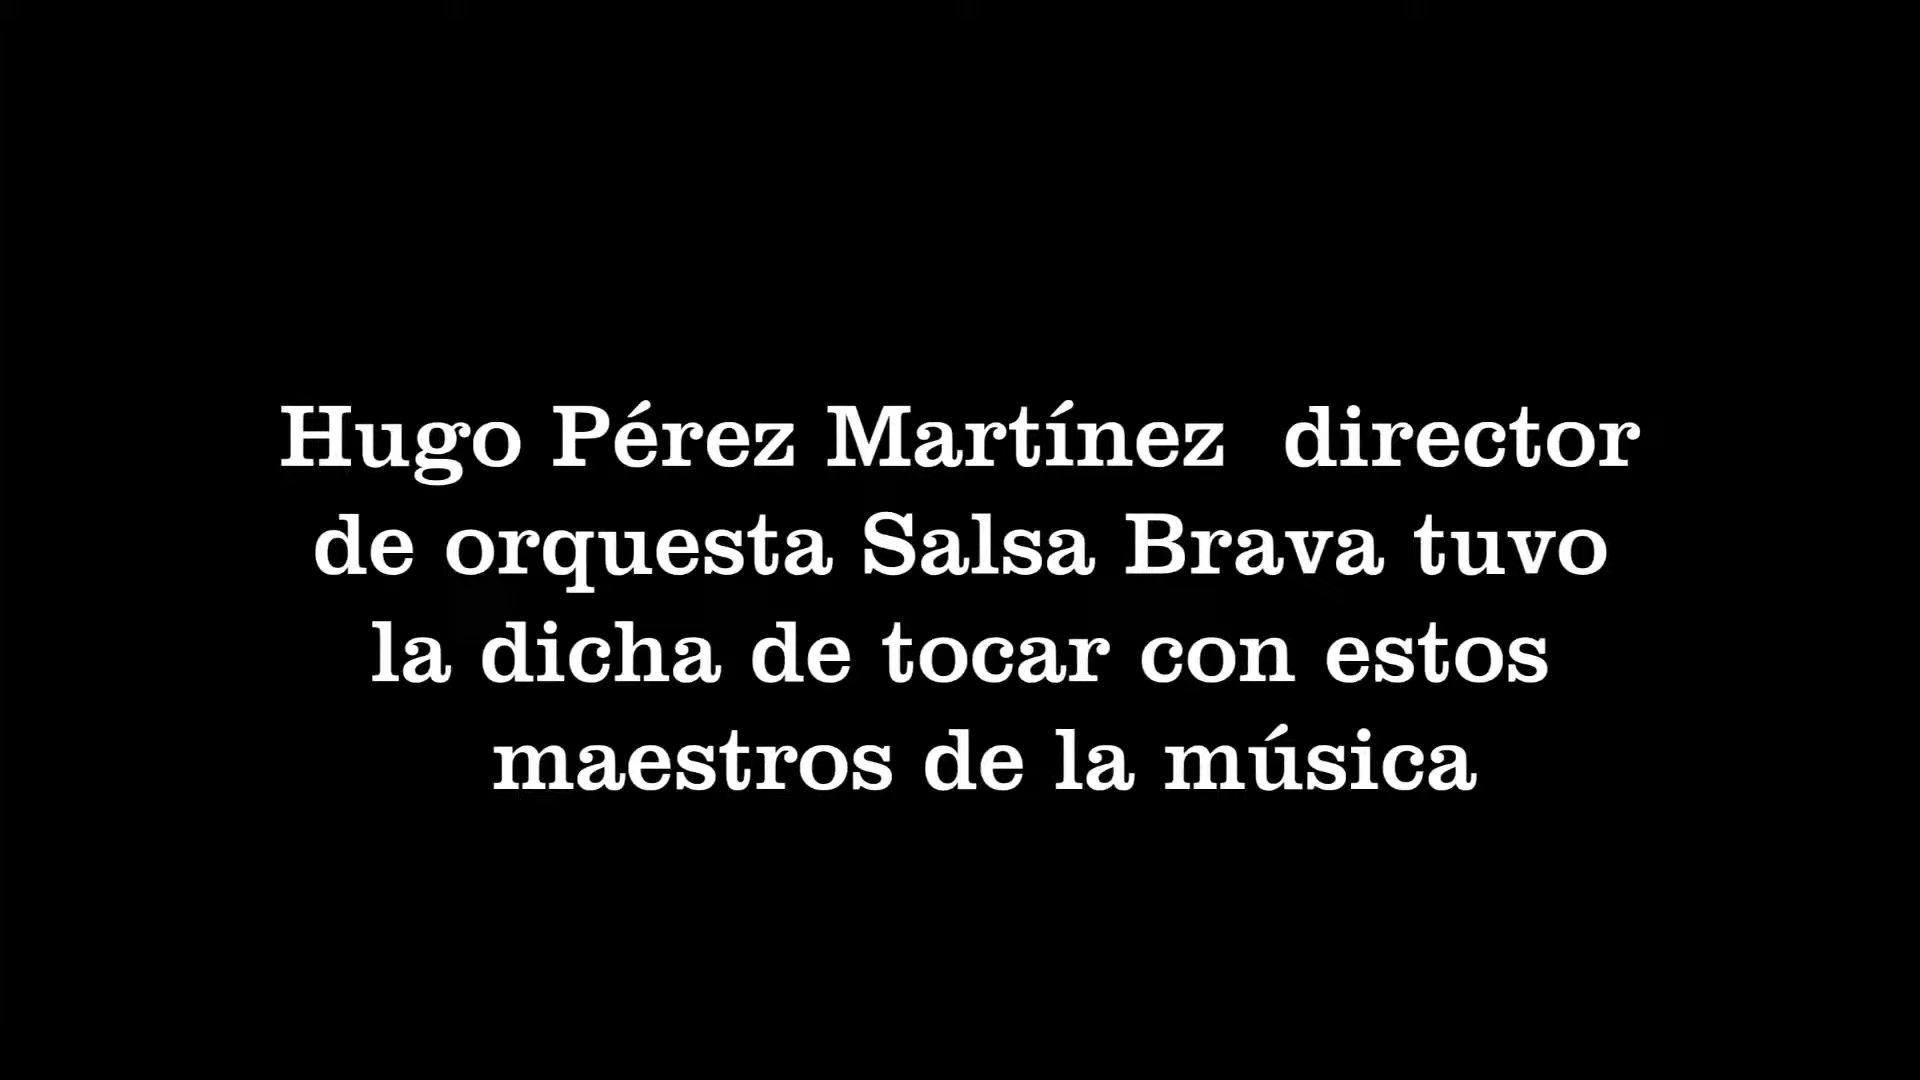 Hugo Pérez Martínez  director
de orquesta Salsa Brava tuvo
la dicha de tocar con estos
maestros de la música